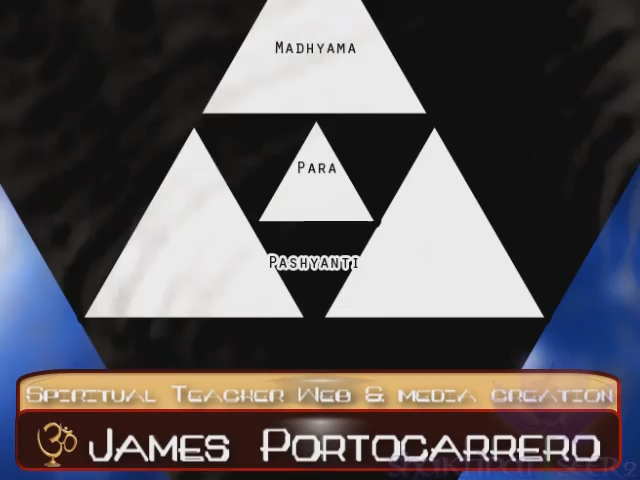 MADHYAMA
PARA
PASHYANTI
SPIRITUAL TEACHER WEB & MEDIA CREATION
ॐ JAMES PORTOCARRERO